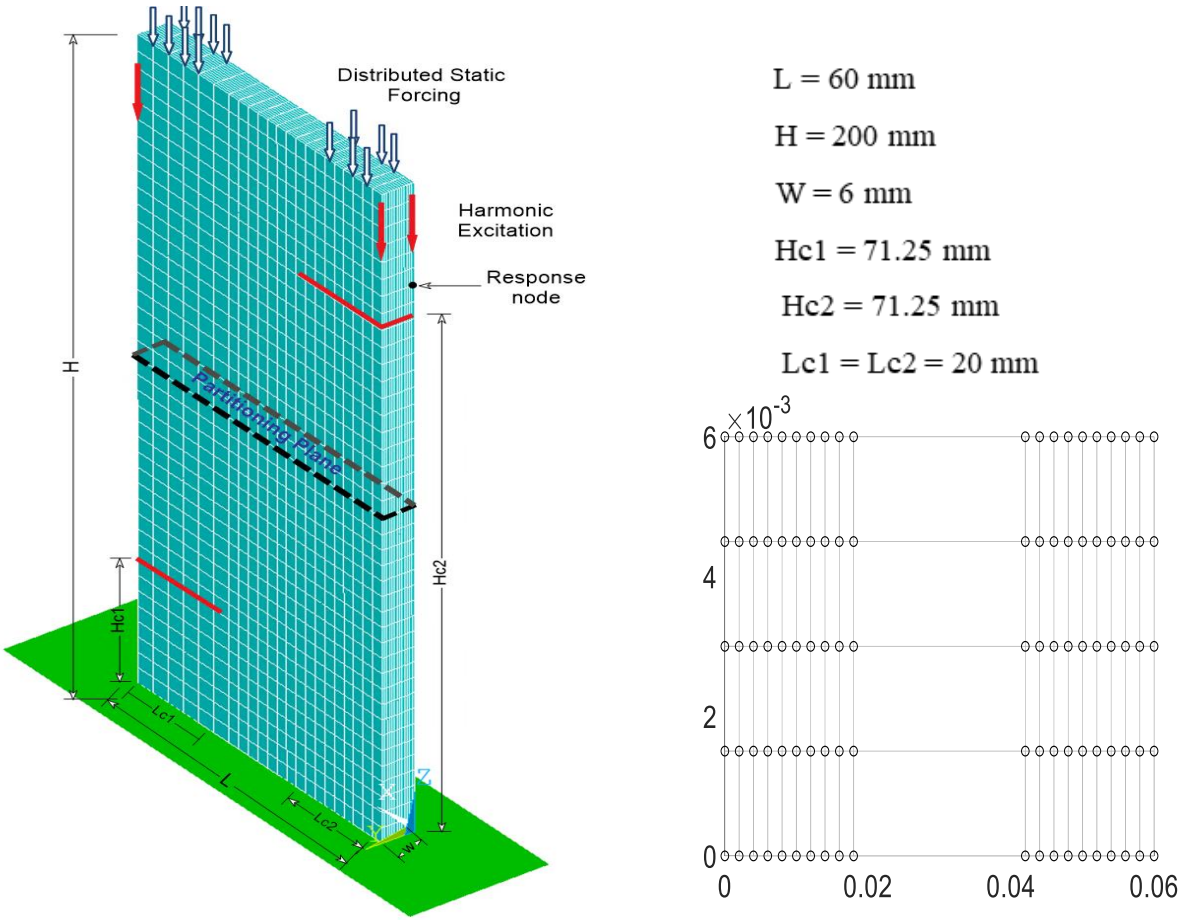 Distributed Static
Forcing
Harmonic
Excitation
Response
node
H
Partitioning Plane
Hc1
Hc2
Lc1
L
Lc2
W
X
Y
Z
L = 60 mm
H = 200 mm
W = 6 mm
Hc1 = 71.25 mm
Hc2 = 71.25 mm
Lc1 = Lc2 = 20 mm
×10⁻³
6
4
2
0
0 0.02 0.04 0.06